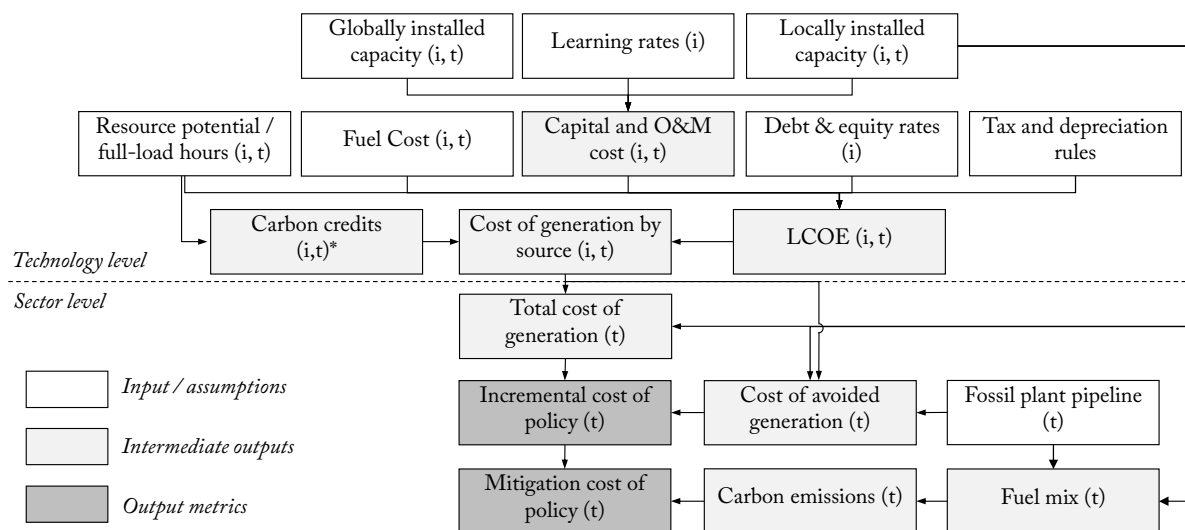 Globally installed
capacity (i, t)
Learning rates (i)
Locally installed
capacity (i, t)
Resource potential /
full-load hours (i, t)
Fuel Cost (i, t)
Capital and O&M
cost (i, t)
Debt & equity rates
(i)
Tax and depreciation
rules
Carbon credits
(i,t)*
Cost of generation by
source (i, t)
LCOE (i, t)
Technology level
Sector level
Total cost of
generation (t)
Input / assumptions
Incremental cost of
policy (t)
Cost of avoided
generation (t)
Fossil plant pipeline
(t)
Intermediate outputs
Output metrics
Mitigation cost of
policy (t)
Carbon emissions (t)
Fuel mix (t)